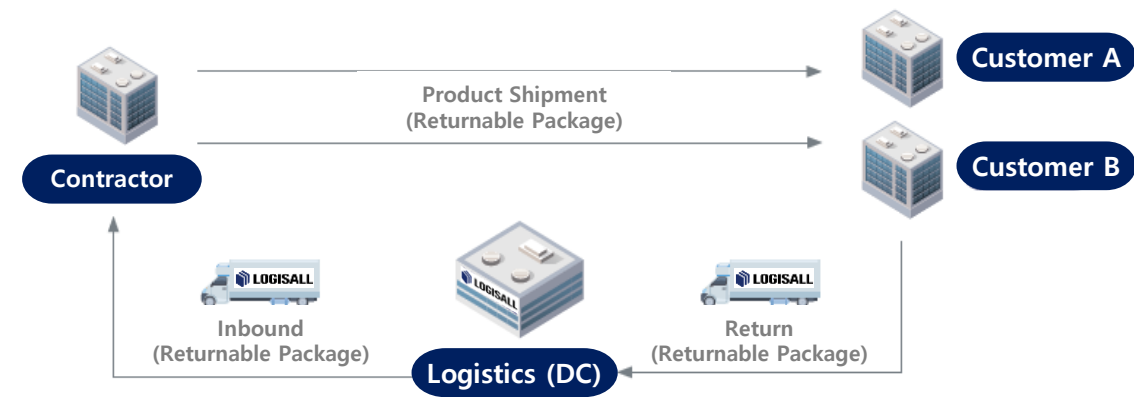 Customer A
Product Shipment
(Returnable Package)
Contractor
Customer B
LOGISALL
Inbound
(Returnable Package)
LOGISALL
Logistics (DC)
LOGISALL
Return
(Returnable Package)